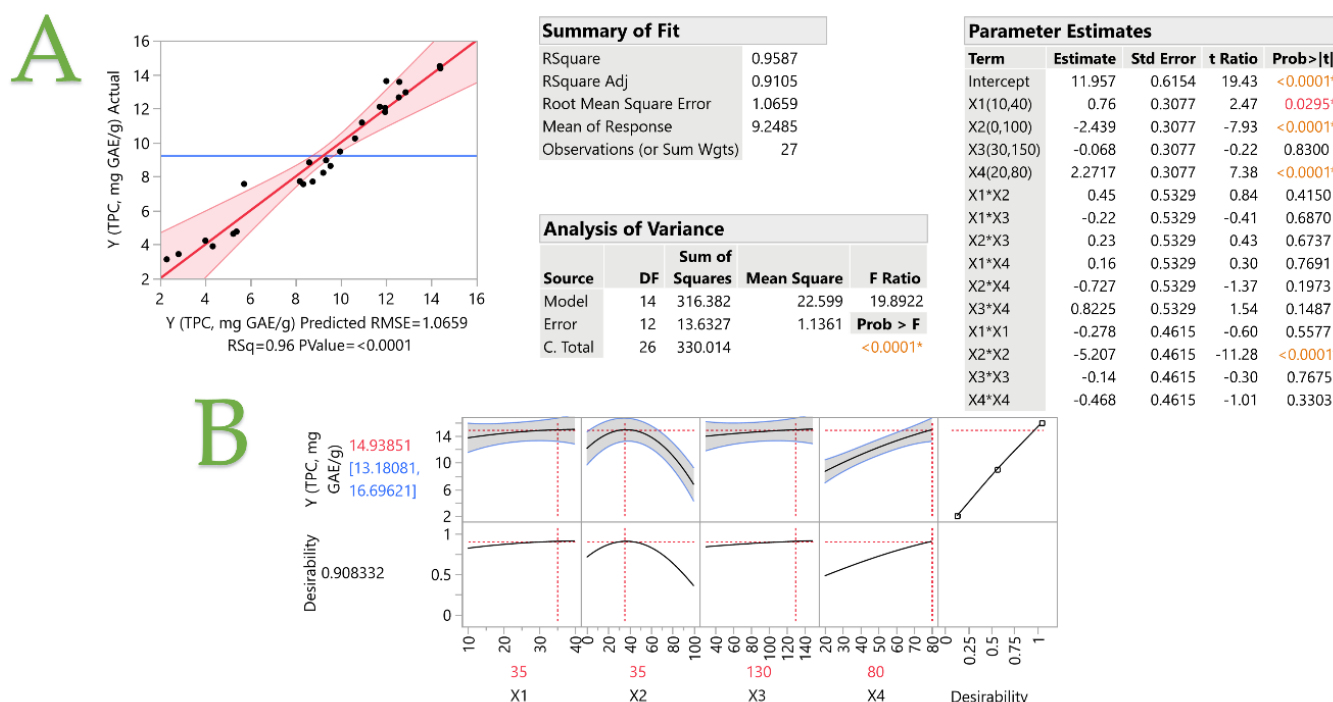 A
Y (TPC, mg GAE/g) Actual
16
14
12
10
8
6
4
2
2 4 6 8 10 12 14 16
Y (TPC, mg GAE/g) Predicted RMSE=1.0659
RSq=0.96 PValue=<0.0001
Summary of Fit
RSquare 0.9587
RSquare Adj 0.9105
Root Mean Square Error 1.0659
Mean of Response 9.2485
Observations (or Sum Wgts) 27
Analysis of Variance
Sum of
Source DF Squares Mean Square F Ratio
Model 14 316.382 22.599 19.8922
Error 12 13.6327 1.1361 Prob > F
C. Total 26 330.014 <0.0001*
Parameter Estimates
Term Estimate Std Error t Ratio Prob>|t|
Intercept 11.957 0.6154 19.43 <0.0001*
X1(10,40) 0.76 0.3077 2.47 0.0295*
X2(0,100) -2.439 0.3077 -7.93 <0.0001*
X3(30,150) -0.068 0.3077 -0.22 0.8300
X4(20,80) 2.2717 0.3077 7.38 <0.0001*
X1*X2 0.45 0.5329 0.84 0.4150
X1*X3 -0.22 0.5329 -0.41 0.6870
X2*X3 0.23 0.5329 0.43 0.6737
X1*X4 0.16 0.5329 0.30 0.7691
X2*X4 -0.727 0.5329 -1.37 0.1973
X3*X4 0.8225 0.5329 1.54 0.1487
X1*X1 -0.278 0.4615 -0.60 0.5577
X2*X2 -5.207 0.4615 -11.28 <0.0001*
X3*X3 -0.14 0.4615 -0.30 0.7675
X4*X4 -0.468 0.4615 -1.01 0.3303
B
Y (TPC, mg
GAE/g)
14.93851
[13.18081,
16.69621]
14
10
6
2
Desirability
0.908332
1
0.5
0
10 20 30 40
0 20 40 60 80 100
40 60 80 100 120 140
20 30 40 50 60 70 80
0 0.25 0.5 0.75 1
35 35 130 80
X1 X2 X3 X4 Desirability